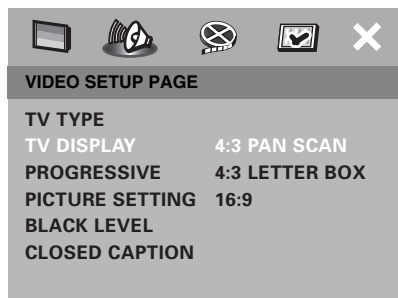 VIDEO SETUP PAGE
TV TYPE
TV DISPLAY 4:3 PAN SCAN
PROGRESSIVE 4:3 LETTER BOX
PICTURE SETTING 16:9
BLACK LEVEL
CLOSED CAPTION